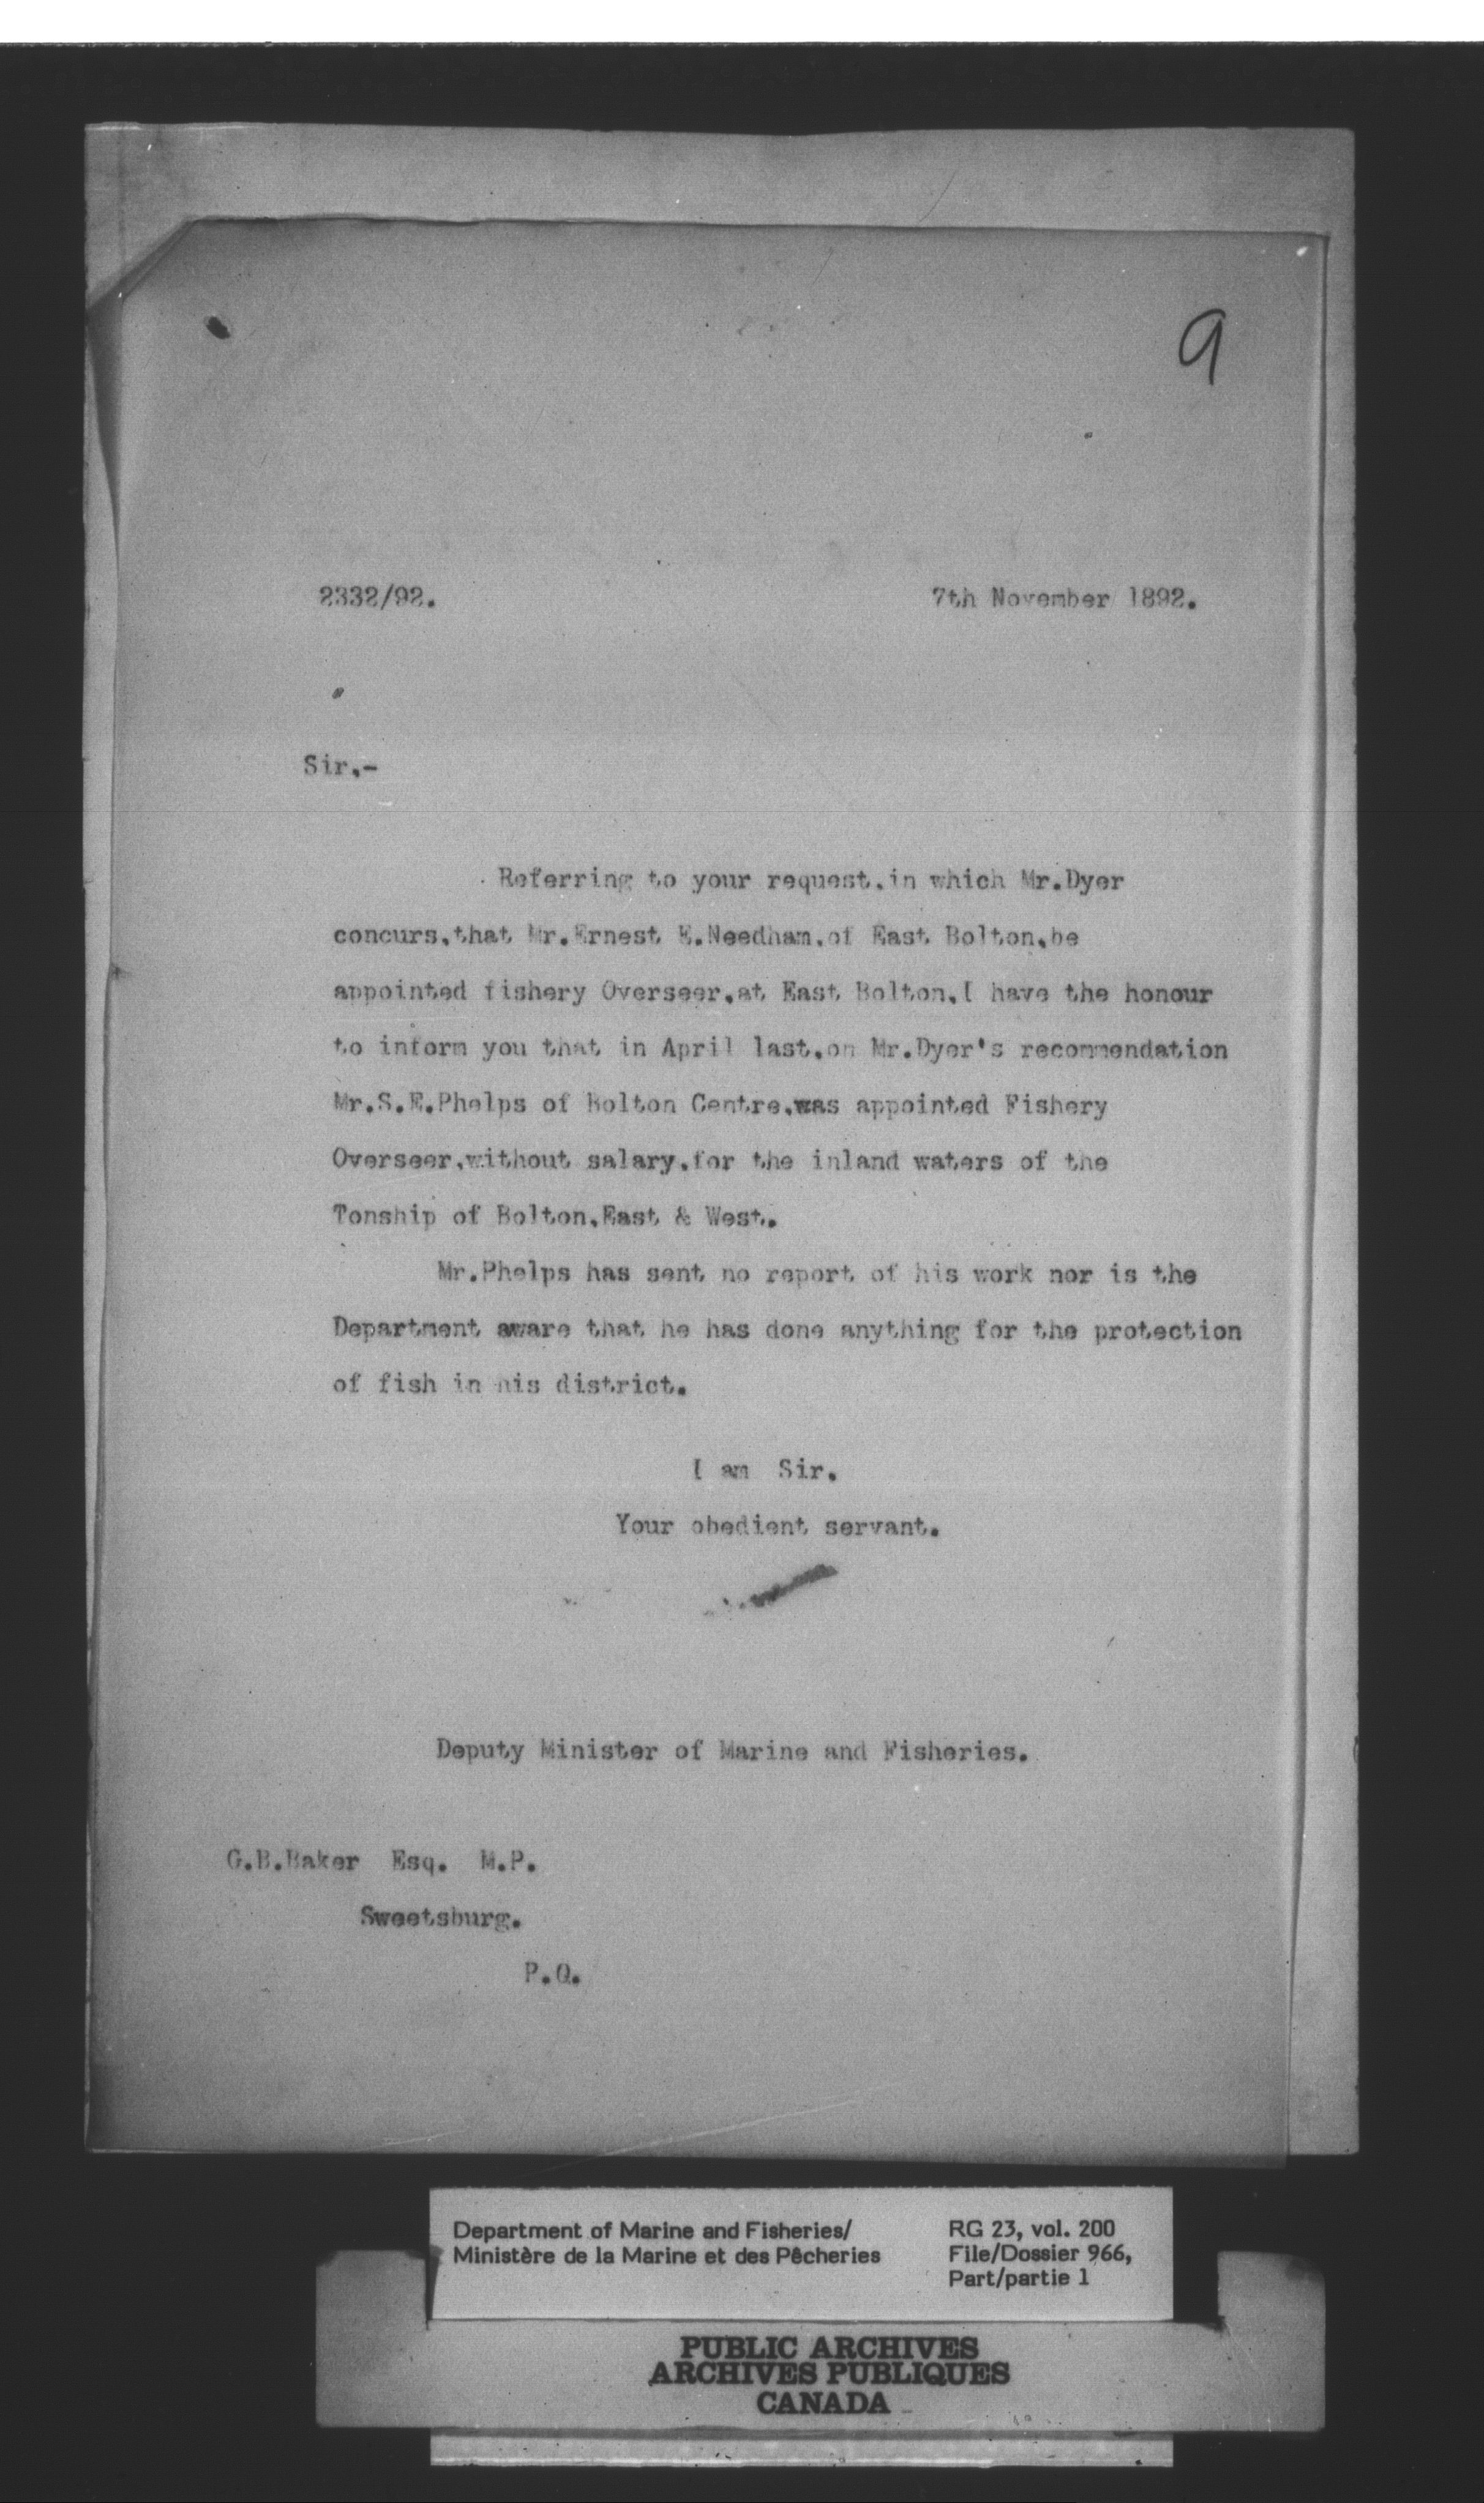 9
2332/92. 7th November 1892.
Sir,-
Referring to your request,in which Mr.Dyer
concurs,that Mr.Ernest E.Needham,of East Bolton,be
appointed fishery Overseer,at East Bolton,I have the honour
to inform you that in April last,on Mr.Dyer's recommendation
Mr.S.E.Phelps of Bolton Centre,was appointed Fishery
Overseer,without salary,for the inland waters of the
Tonship of Bolton,East & West.
Mr.Phelps has sent no report of his work nor is the
Department aware that he has done anything for the protection
of fish in his district.
I am Sir.
Your obedient servant.
Deputy Minister of Marine and Fisheries.
G.B.Baker Esq. M.P.
Sweetsburg.
P.Q.
Department of Marine and Fisheries/
Ministère de la Marine et des Pêcheries
RG 23, vol. 200
File/Dossier 966,
Part/partie 1
PUBLIC ARCHIVES
ARCHIVES PUBLIQUES
CANADA